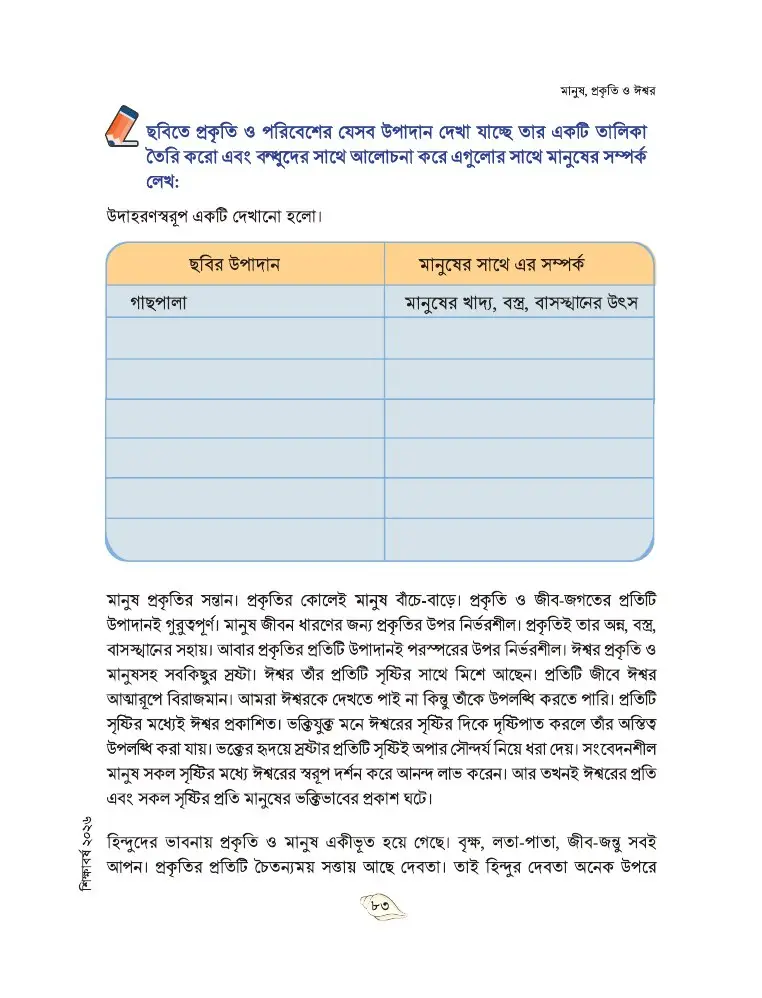 মানুষ, প্রকৃতি ও ঈশ্বর
ছবিতে প্রকৃতি ও পরিবেশের যেসব উপাদান দেখা যাচ্ছে তার একটি তালিকা
তৈরি করো এবং বন্ধুদের সাথে আলোচনা করে এগুলোর সাথে মানুষের সম্পর্ক
লেখ:
উদাহরণস্বরূপ একটি দেখানো হলো।
ছবির উপাদান মানুষের সাথে এর সম্পর্ক
গাছপালা মানুষের খাদ্য, বস্ত্র, বাসস্থানের উৎস
মানুষ প্রকৃতির সন্তান। প্রকৃতির কোলেই মানুষ বাঁচে-বাড়ে। প্রকৃতি ও জীব-জগতের প্রতিটি
উপাদানই গুরুত্বপূর্ণ। মানুষ জীবন ধারণের জন্য প্রকৃতির উপর নির্ভরশীল। প্রকৃতিই তার অন্ন, বস্ত্র,
বাসস্থানের সহায়। আবার প্রকৃতির প্রতিটি উপাদানই পরস্পরের উপর নির্ভরশীল। ঈশ্বর প্রকৃতি ও
মানুষসহ সবকিছুর স্রষ্টা। ঈশ্বর তাঁর প্রতিটি সৃষ্টির সাথে মিশে আছেন। প্রতিটি জীবে ঈশ্বর
আত্মারূপে বিরাজমান। আমরা ঈশ্বরকে দেখতে পাই না কিন্তু তাঁকে উপলব্ধি করতে পারি। প্রতিটি
সৃষ্টির মধ্যেই ঈশ্বর প্রকাশিত। ভক্তিযুক্ত মনে ঈশ্বরের সৃষ্টির দিকে দৃষ্টিপাত করলে তাঁর অস্তিত্ব
উপলব্ধি করা যায়। ভক্তের হৃদয়ে স্রষ্টার প্রতিটি সৃষ্টিই অপার সৌন্দর্য নিয়ে ধরা দেয়। সংবেদনশীল
মানুষ সকল সৃষ্টির মধ্যে ঈশ্বরের স্বরূপ দর্শন করে আনন্দ লাভ করেন। আর তখনই ঈশ্বরের প্রতি
এবং সকল সৃষ্টির প্রতি মানুষের ভক্তিভাবের প্রকাশ ঘটে।
হিন্দুদের ভাবনায় প্রকৃতি ও মানুষ একীভূত হয়ে গেছে। বৃক্ষ, লতা-পাতা, জীব-জন্তু সবই
আপন। প্রকৃতির প্রতিটি চৈতন্যময় সত্তায় আছে দেবতা। তাই হিন্দুর দেবতা অনেক উপরে
শিক্ষাবর্ষ ২০২৬
৮৩